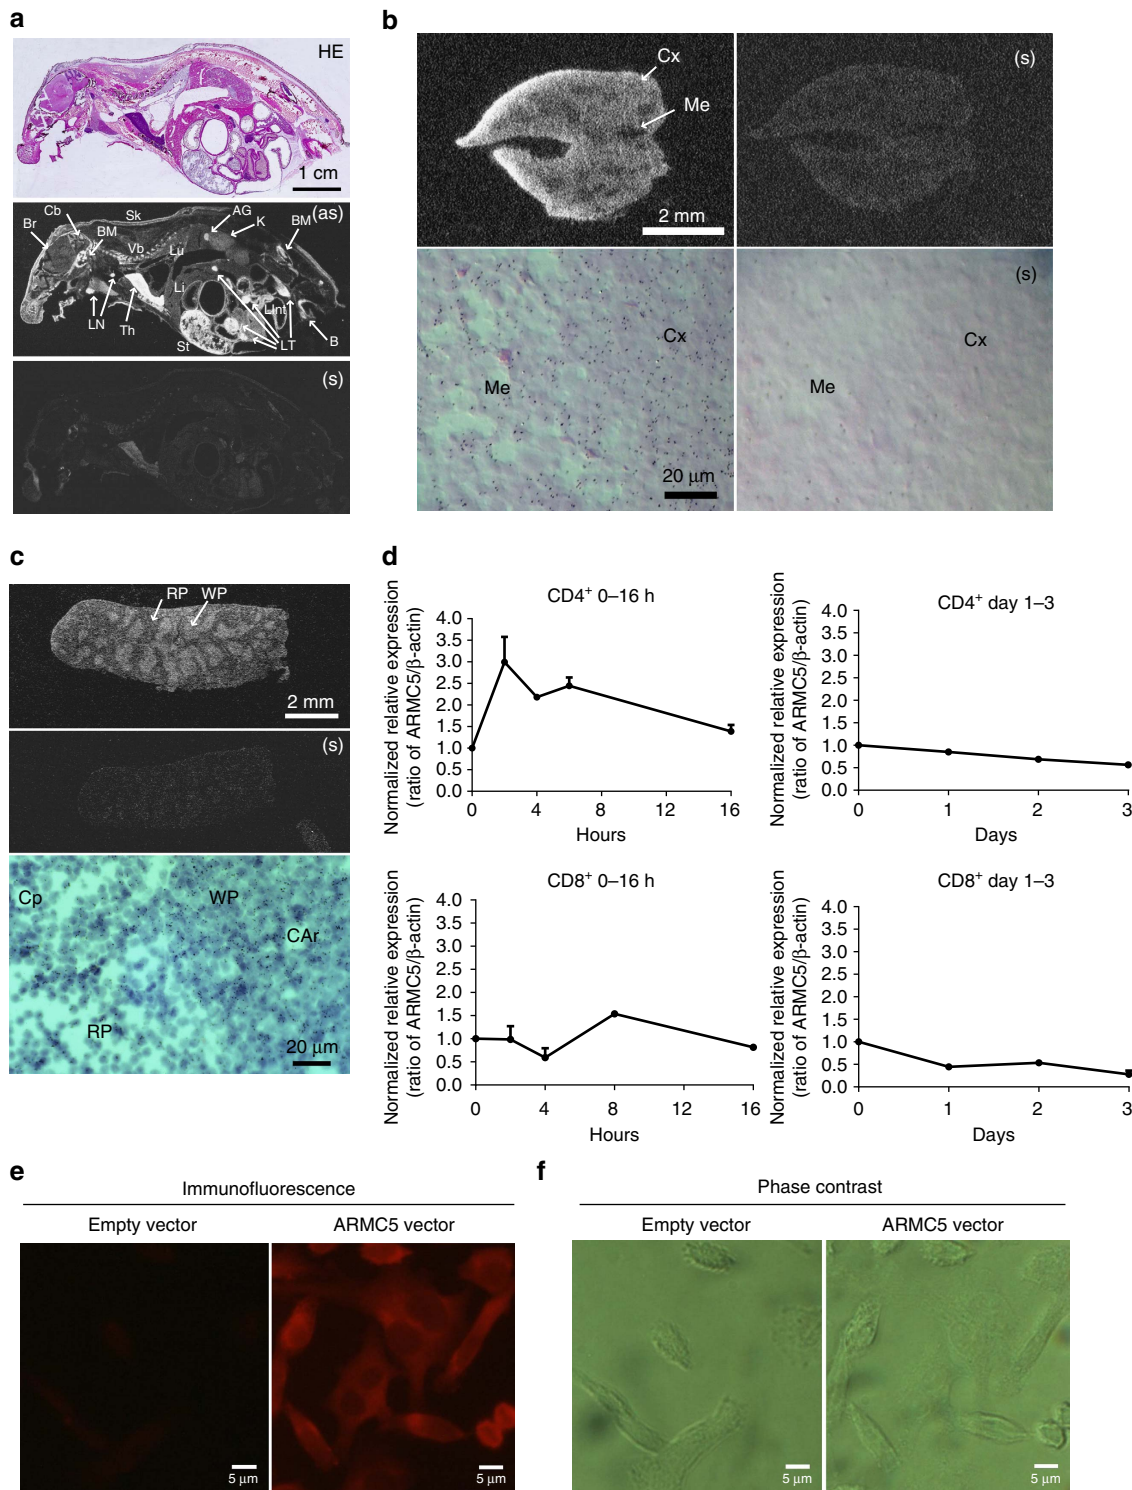 a
HE
1 cm
(as)
Br
Cb
BM
Sk
Vb
Lu
AG
K
BM
Li
LInt
LN
Th
St
LT
B
(s)
b
Cx
Me
2 mm
(s)
Cx
Me
20 μm
(s)
Cx
Me
c
RP
WP
2 mm
(s)
Cp
WP
CAr
RP
20 μm
d
CD4+ 0–16 h
Normalized relative expression
(ratio of ARMC5/β-actin)
4.0
3.5
3.0
2.5
2.0
1.5
1.0
0.5
0.0
0 4 8 12 16
Hours
CD4+ day 1–3
Normalized relative expression
(ratio of ARMC5/β-actin)
4.0
3.5
3.0
2.5
2.0
1.5
1.0
0.5
0.0
0 1 2 3
Days
CD8+ 0–16 h
Normalized relative expression
(ratio of ARMC5/β-actin)
4.0
3.5
3.0
2.5
2.0
1.5
1.0
0.5
0.0
0 4 8 12 16
Hours
CD8+ day 1–3
Normalized relative expression
(ratio of ARMC5/β-actin)
4.0
3.5
3.0
2.5
2.0
1.5
1.0
0.5
0.0
0 1 2 3
Days
e
Immunofluorescence
Empty vector
ARMC5 vector
5 μm
5 μm
f
Phase contrast
Empty vector
ARMC5 vector
5 μm
5 μm